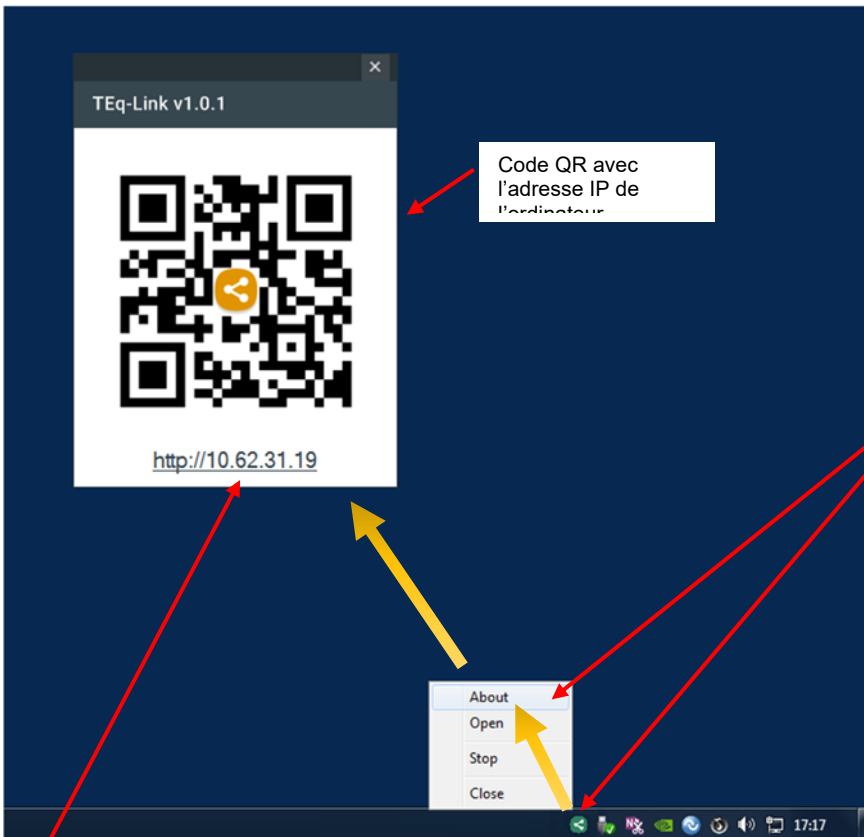 TEq-Link v1.0.1
Code QR avec
l'adresse IP de
l'ordinateur
http://10.62.31.19
About
Open
Stop
Close
17:17